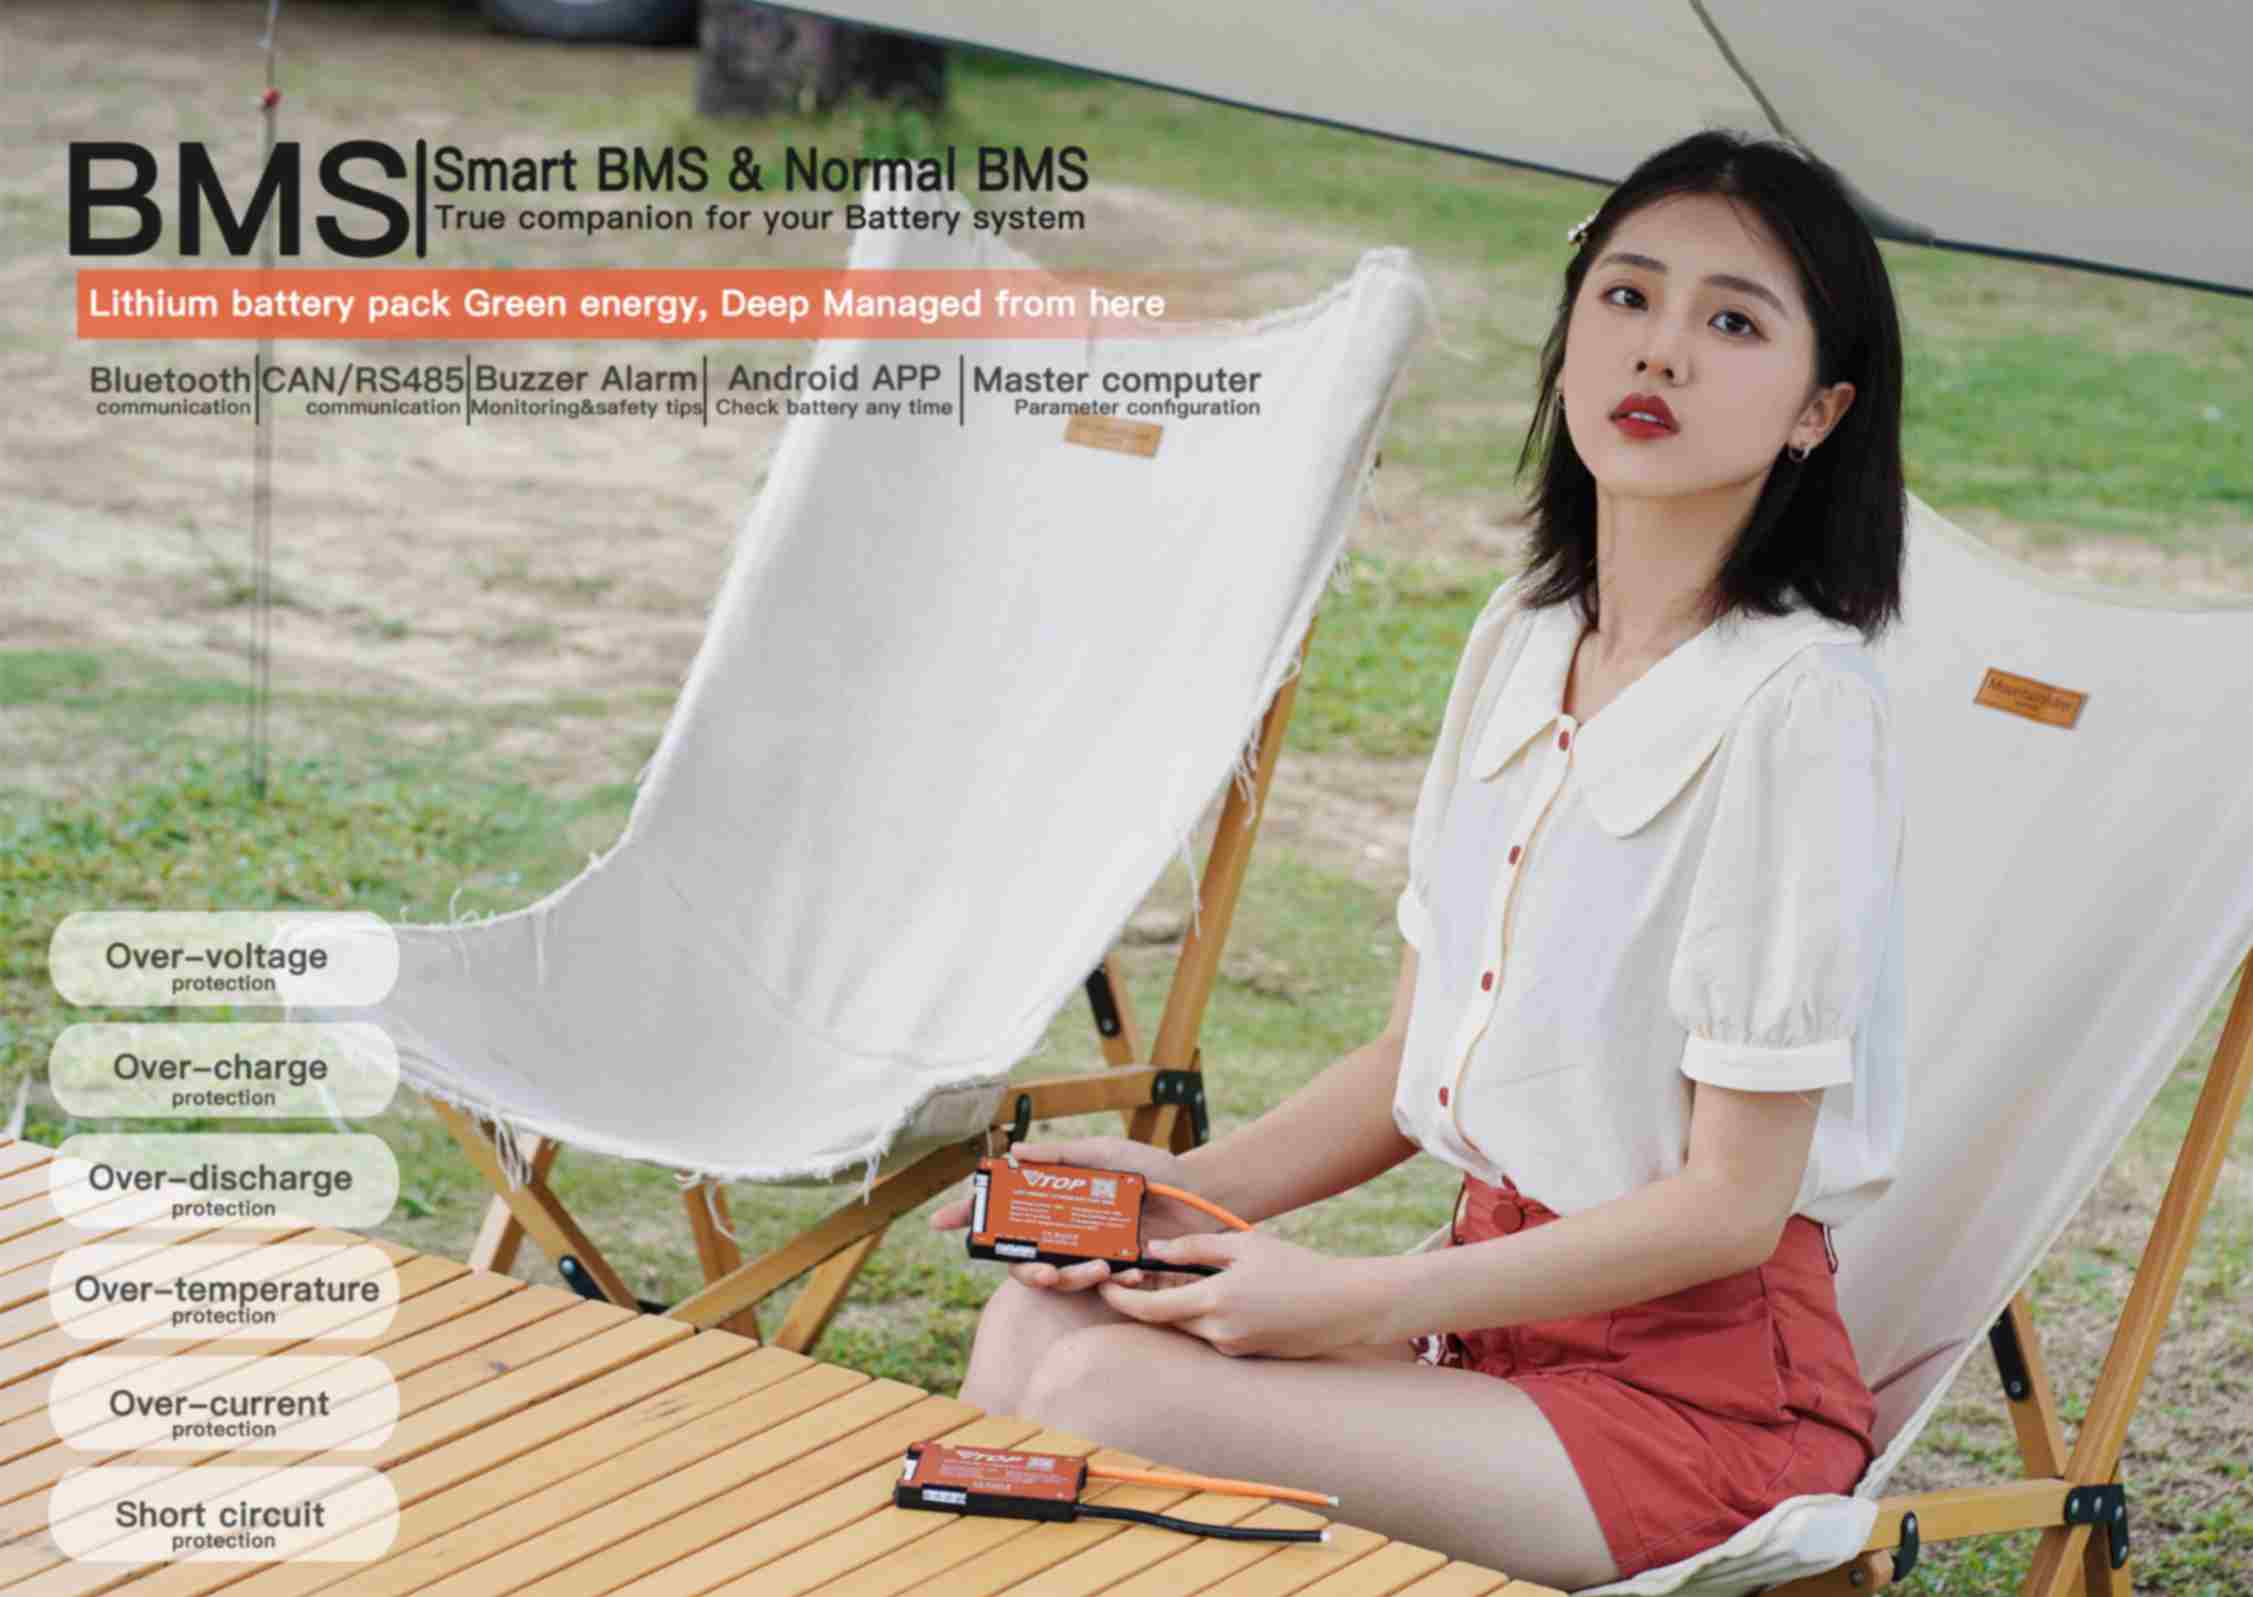 BMS
Smart BMS & Normal BMS
True companion for your Battery system
Lithium battery pack Green energy, Deep Managed from here
Bluetooth
communication
CAN/RS485
communication
Buzzer Alarm
Monitoring&safety tips
Android APP
Check battery any time
Master computer
Parameter configuration
Over-voltage
protection
Over-charge
protection
Over-discharge
protection
Over-temperature
protection
Over-current
protection
Short circuit
protection
TOP
TOP